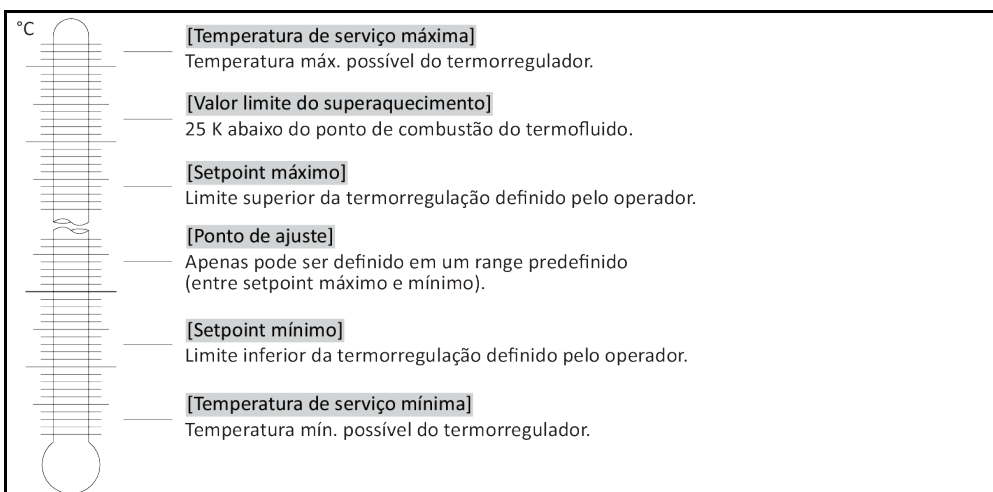 °C
[Temperatura de serviço máxima]
Temperatura máx. possível do termorregulador.
[Valor limite do superaquecimento]
25 K abaixo do ponto de combustão do termofluido.
[Setpoint máximo]
Limite superior da termorregulação definido pelo operador.
[Ponto de ajuste]
Apenas pode ser definido em um range predefinido
(entre setpoint máximo e mínimo).
[Setpoint mínimo]
Limite inferior da termorregulação definido pelo operador.
[Temperatura de serviço mínima]
Temperatura mín. possível do termorregulador.